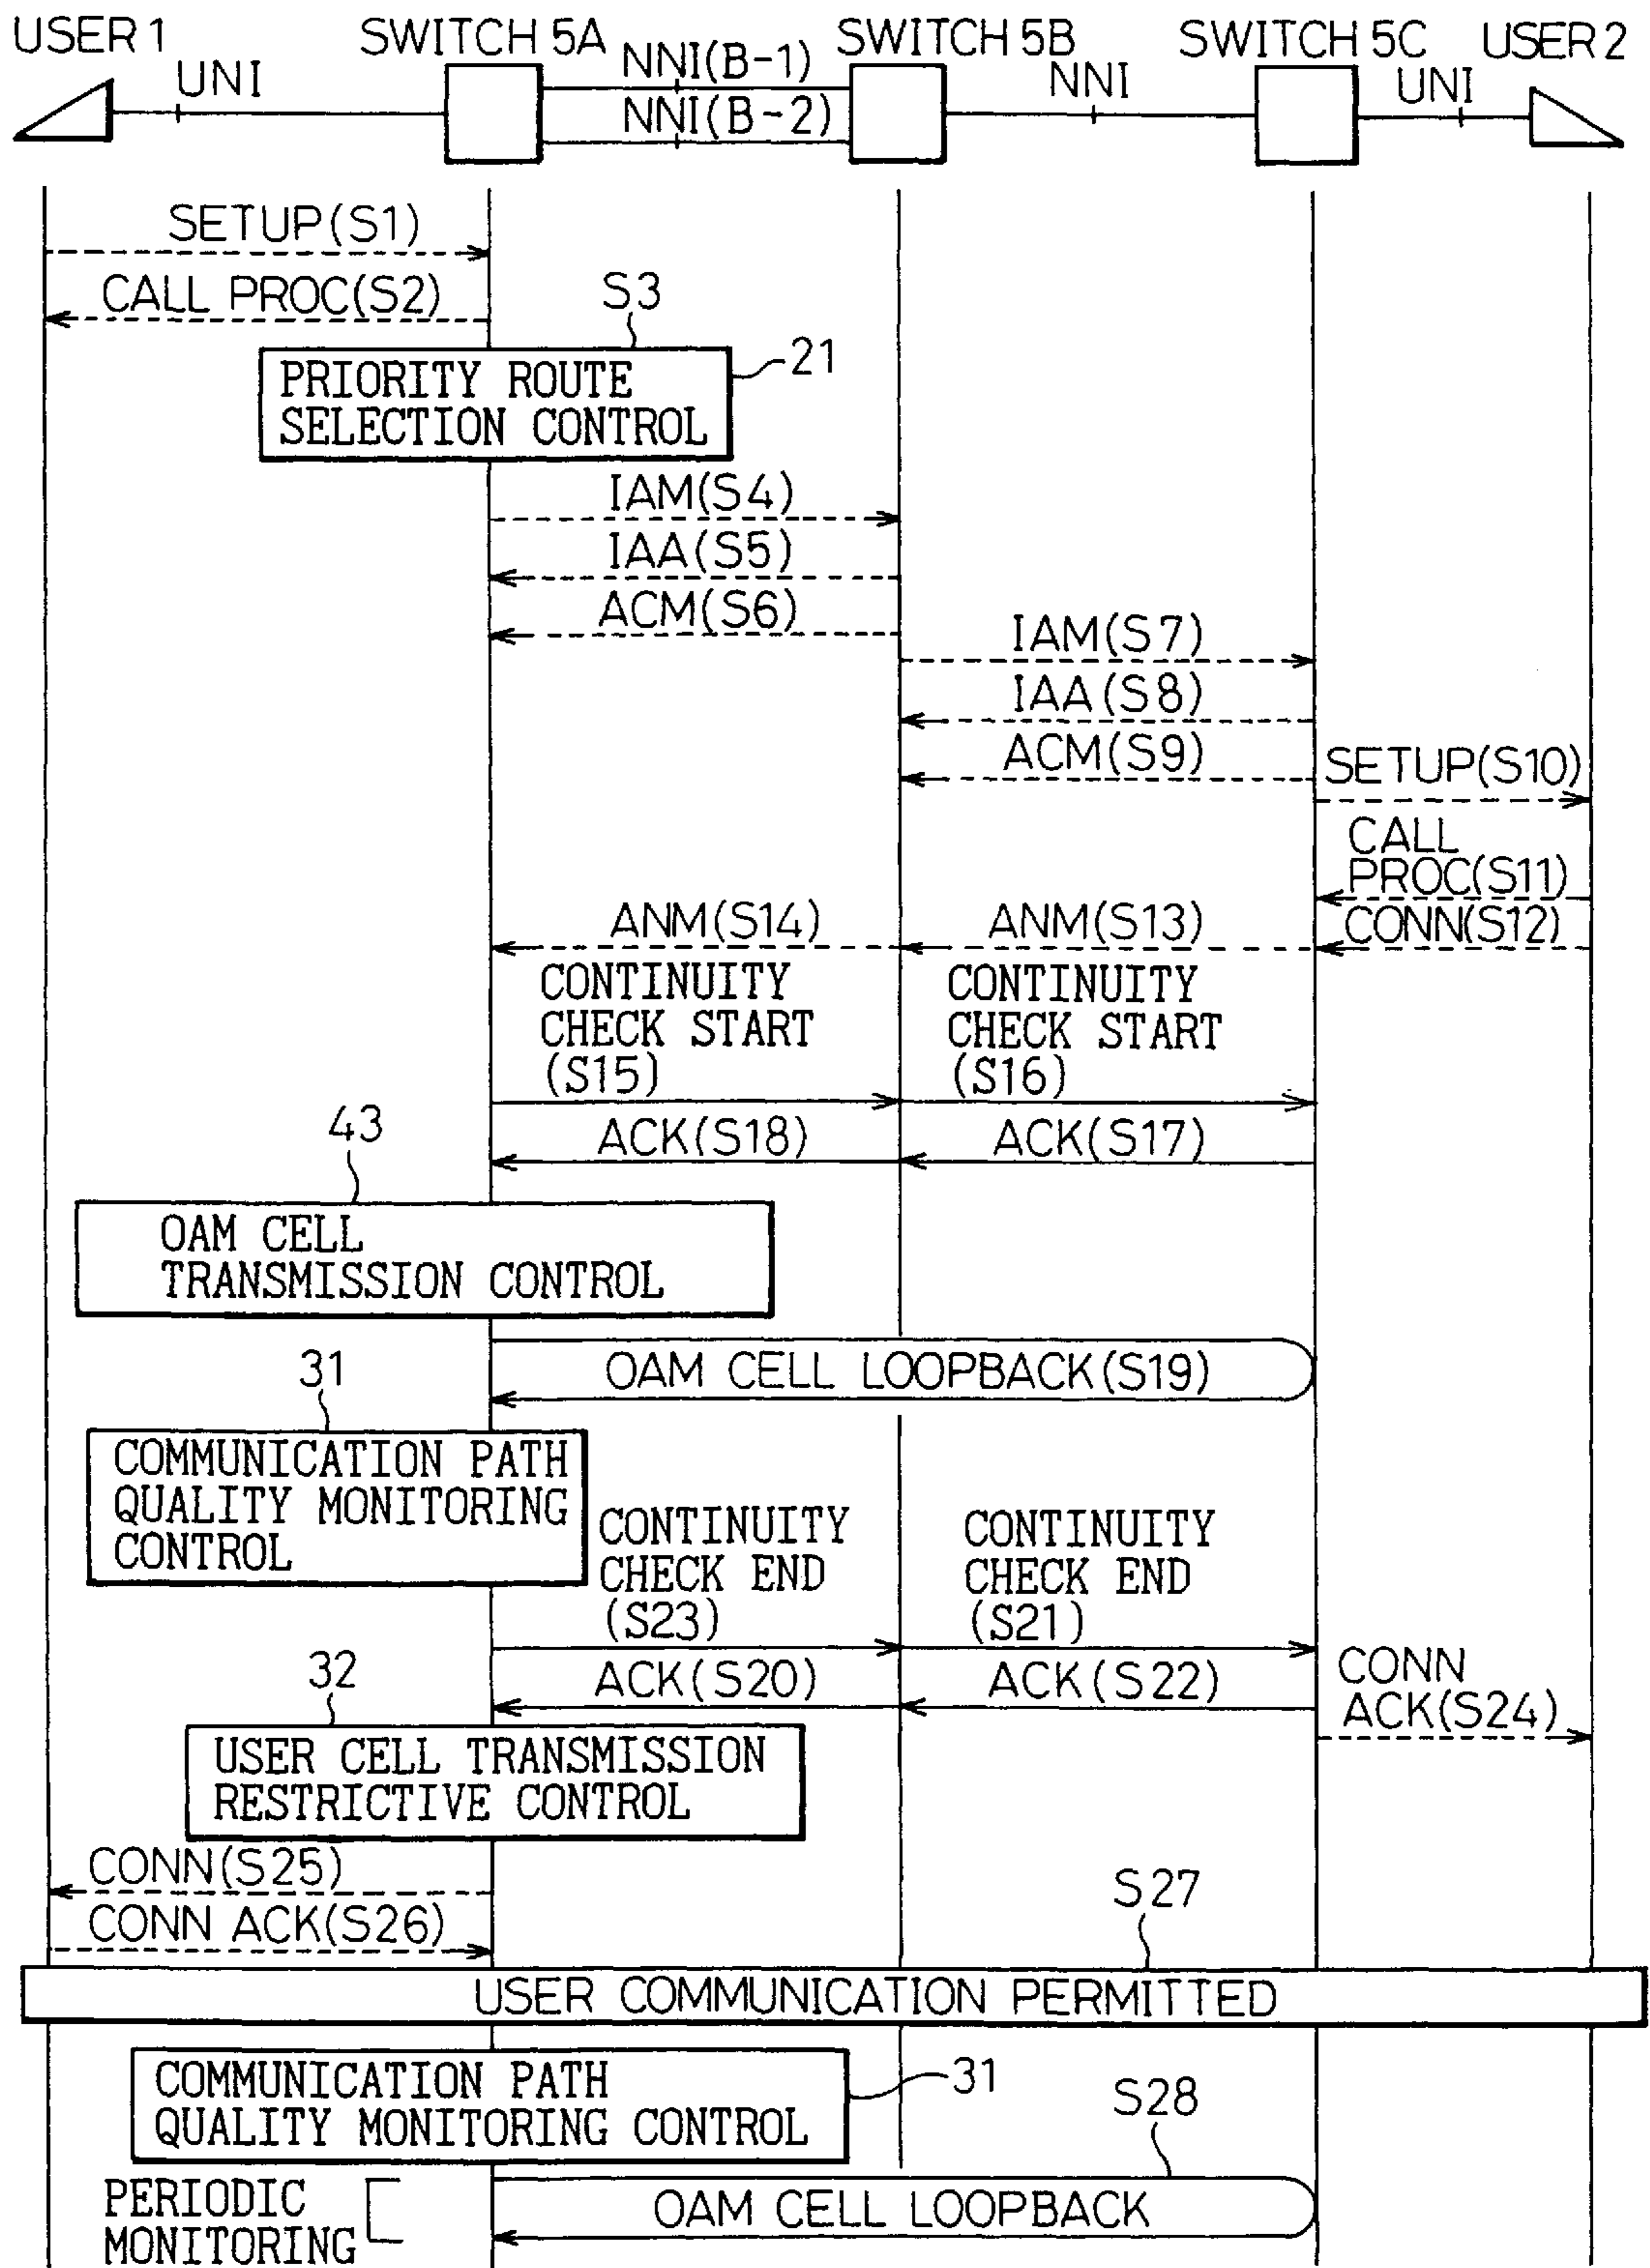 USER 1
SWITCH 5A
SWITCH 5B
SWITCH 5C
USER 2
UNI
NNI(B-1)
NNI(B-2)
NNI
UNI
SETUP(S1)
CALL PROC(S2)
S3
21
PRIORITY ROUTE
SELECTION CONTROL
IAM(S4)
IAA(S5)
ACM(S6)
IAM(S7)
IAA(S8)
ACM(S9)
SETUP(S10)
CALL
PROC(S11)
ANM(S14)
ANM(S13)
CONN(S12)
CONTINUITY
CHECK START
(S15)
CONTINUITY
CHECK START
(S16)
43
ACK(S18)
ACK(S17)
OAM CELL
TRANSMISSION CONTROL
OAM CELL LOOPBACK(S19)
31
COMMUNICATION PATH
QUALITY MONITORING
CONTROL
CONTINUITY
CHECK END
(S23)
CONTINUITY
CHECK END
(S21)
32
ACK(S20)
ACK(S22)
CONN
ACK(S24)
USER CELL TRANSMISSION
RESTRICTIVE CONTROL
CONN(S25)
CONN ACK(S26)
S27
USER COMMUNICATION PERMITTED
COMMUNICATION PATH
QUALITY MONITORING CONTROL
31
S28
PERIODIC
MONITORING
OAM CELL LOOPBACK